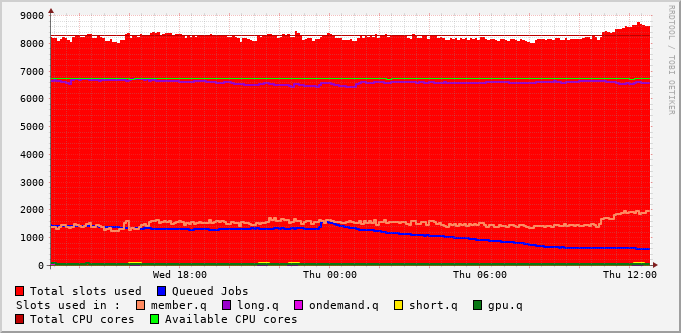 9000
8000
7000
6000
5000
4000
3000
2000
1000
0
Wed 18:00 Thu 00:00 Thu 06:00 Thu 12:00
RRDTOOL / TOBI OETIKER
Total slots used Queued Jobs
Slots used in : member.q long.q ondemand.q short.q gpu.q
Total CPU cores Available CPU cores